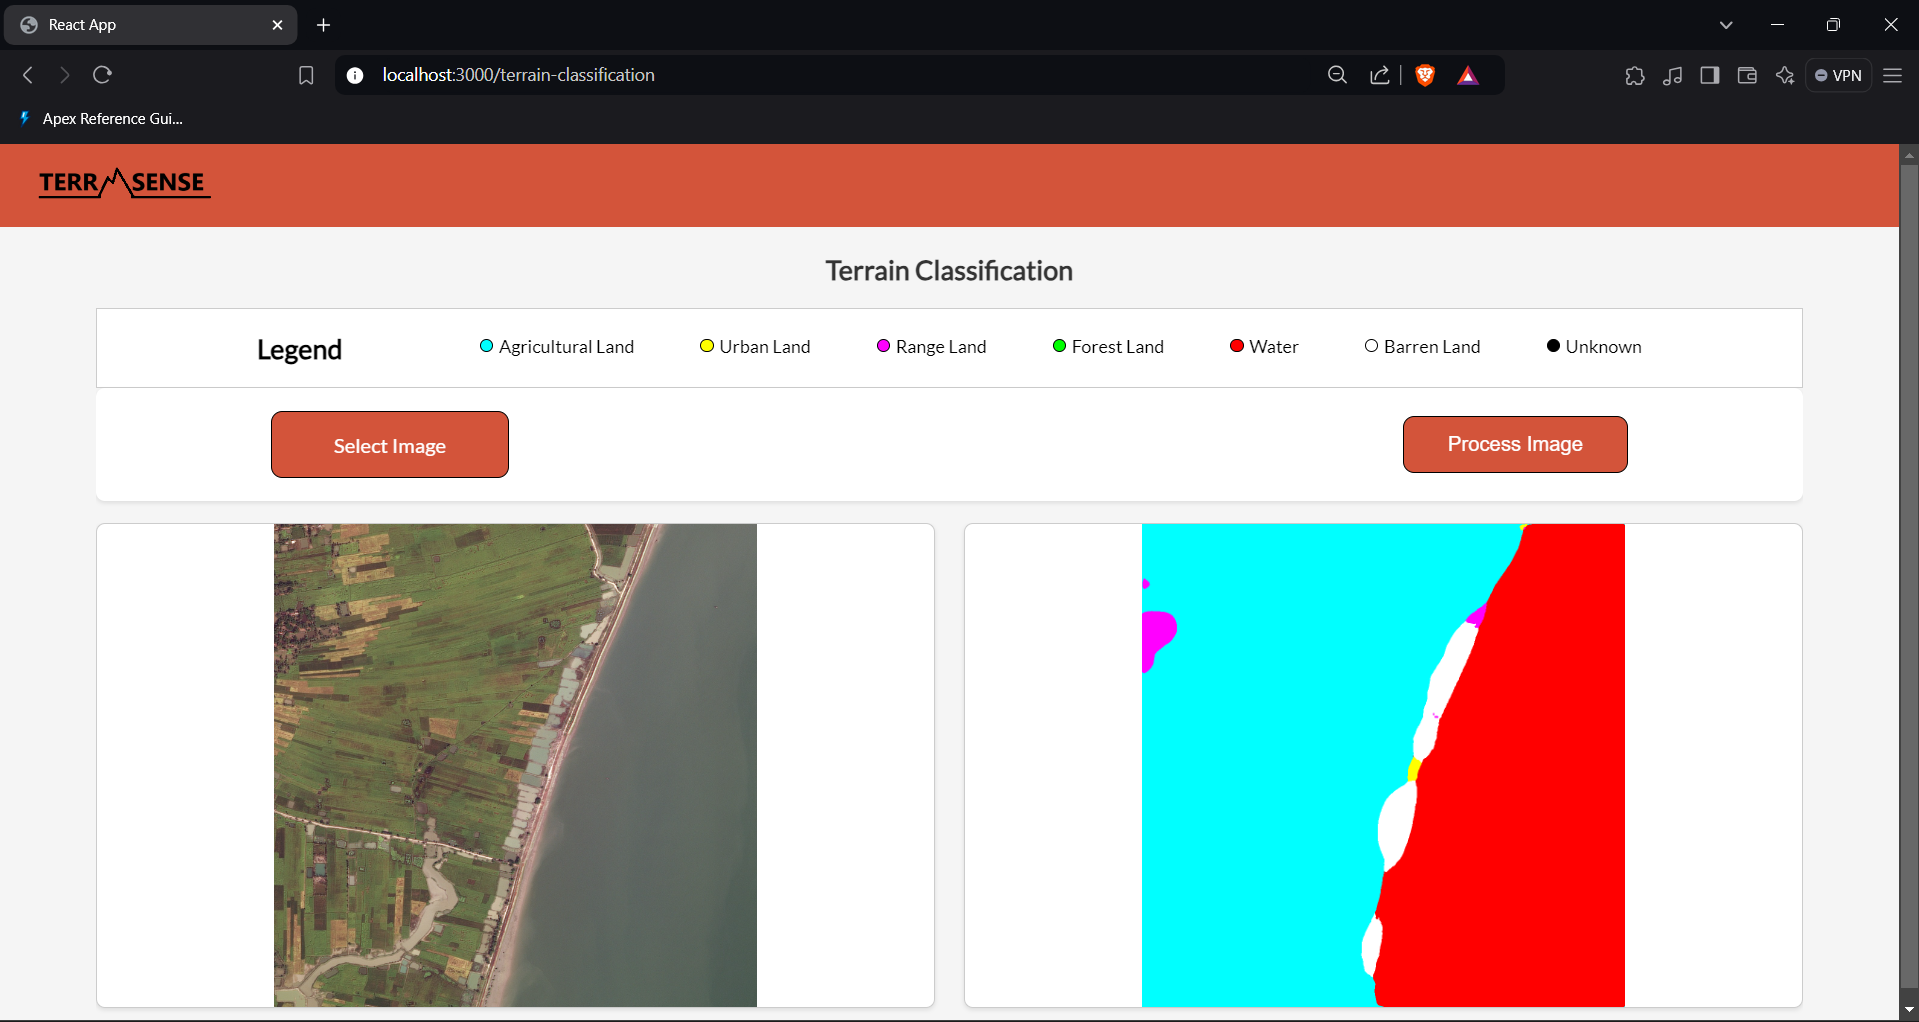 React App
localhost:3000/terrain-classification
VPN
Apex Reference Gui...
TERRASENSE
Terrain Classification
Legend
Agricultural Land
Urban Land
Range Land
Forest Land
Water
Barren Land
Unknown
Select Image
Process Image